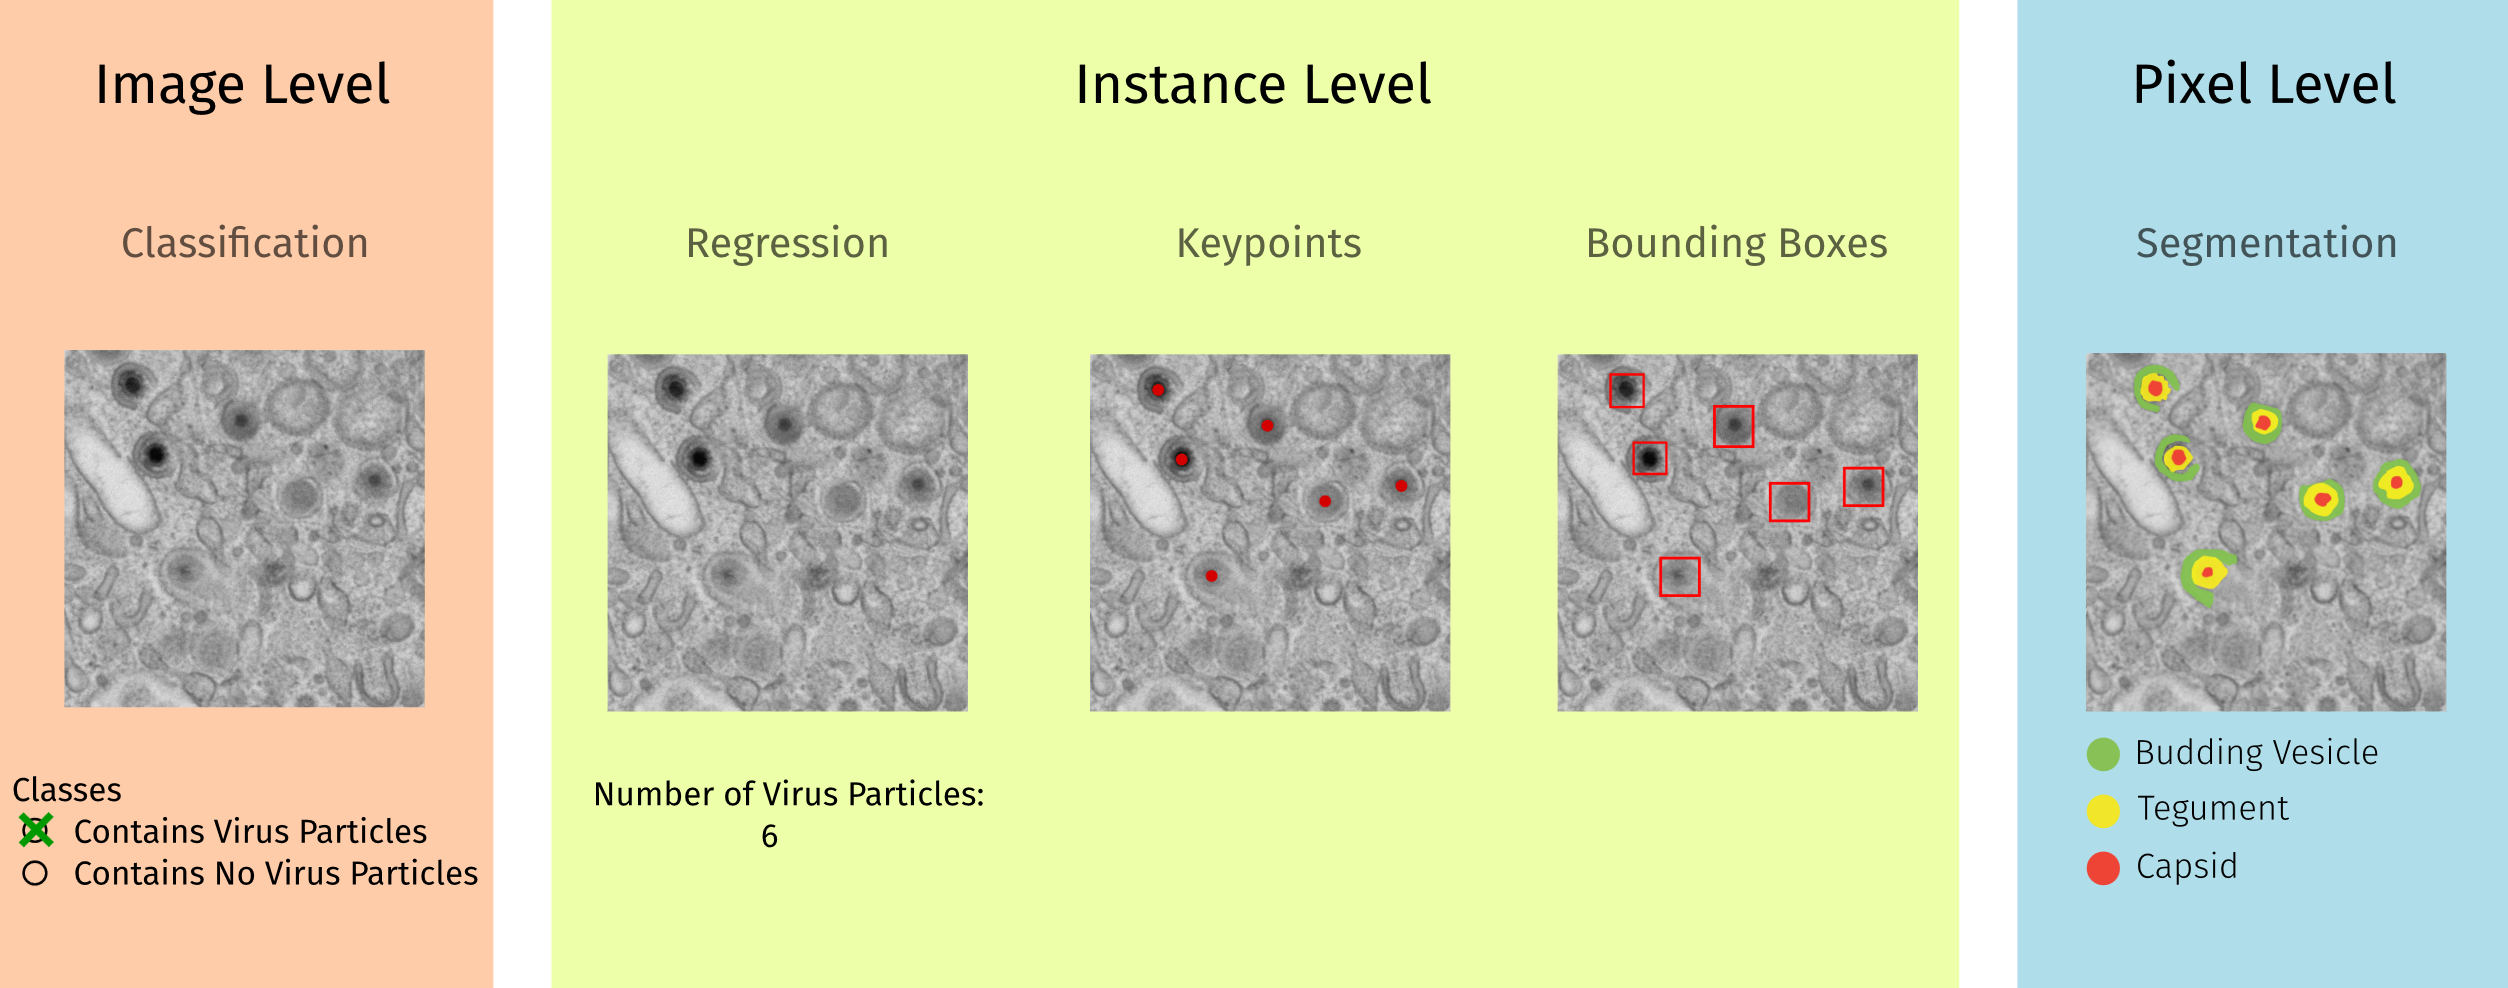 Image Level
Classification
Classes
Contains Virus Particles
Contains No Virus Particles
Instance Level
Regression
Number of Virus Particles:
6
Keypoints
Bounding Boxes
Pixel Level
Segmentation
Budding Vesicle
Tegument
Capsid